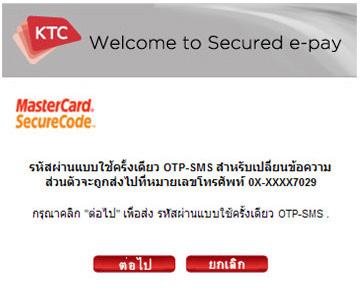 KTC
Welcome to Secured e-pay
MasterCard.
SecureCode.
รหัสผ่านแบบใช้ครั้งเดียว OTP-SMS สำหรับเปลี่ยนข้อความ
ส่วนตัวจะถูกส่งไปที่หมายเลขโทรศัพท์ 0X-XXXX7029
กรุณาคลิก "ต่อไป" เพื่อส่ง รหัสผ่านแบบใช้ครั้งเดียว OTP-SMS .
ต่อไป ยกเลิก